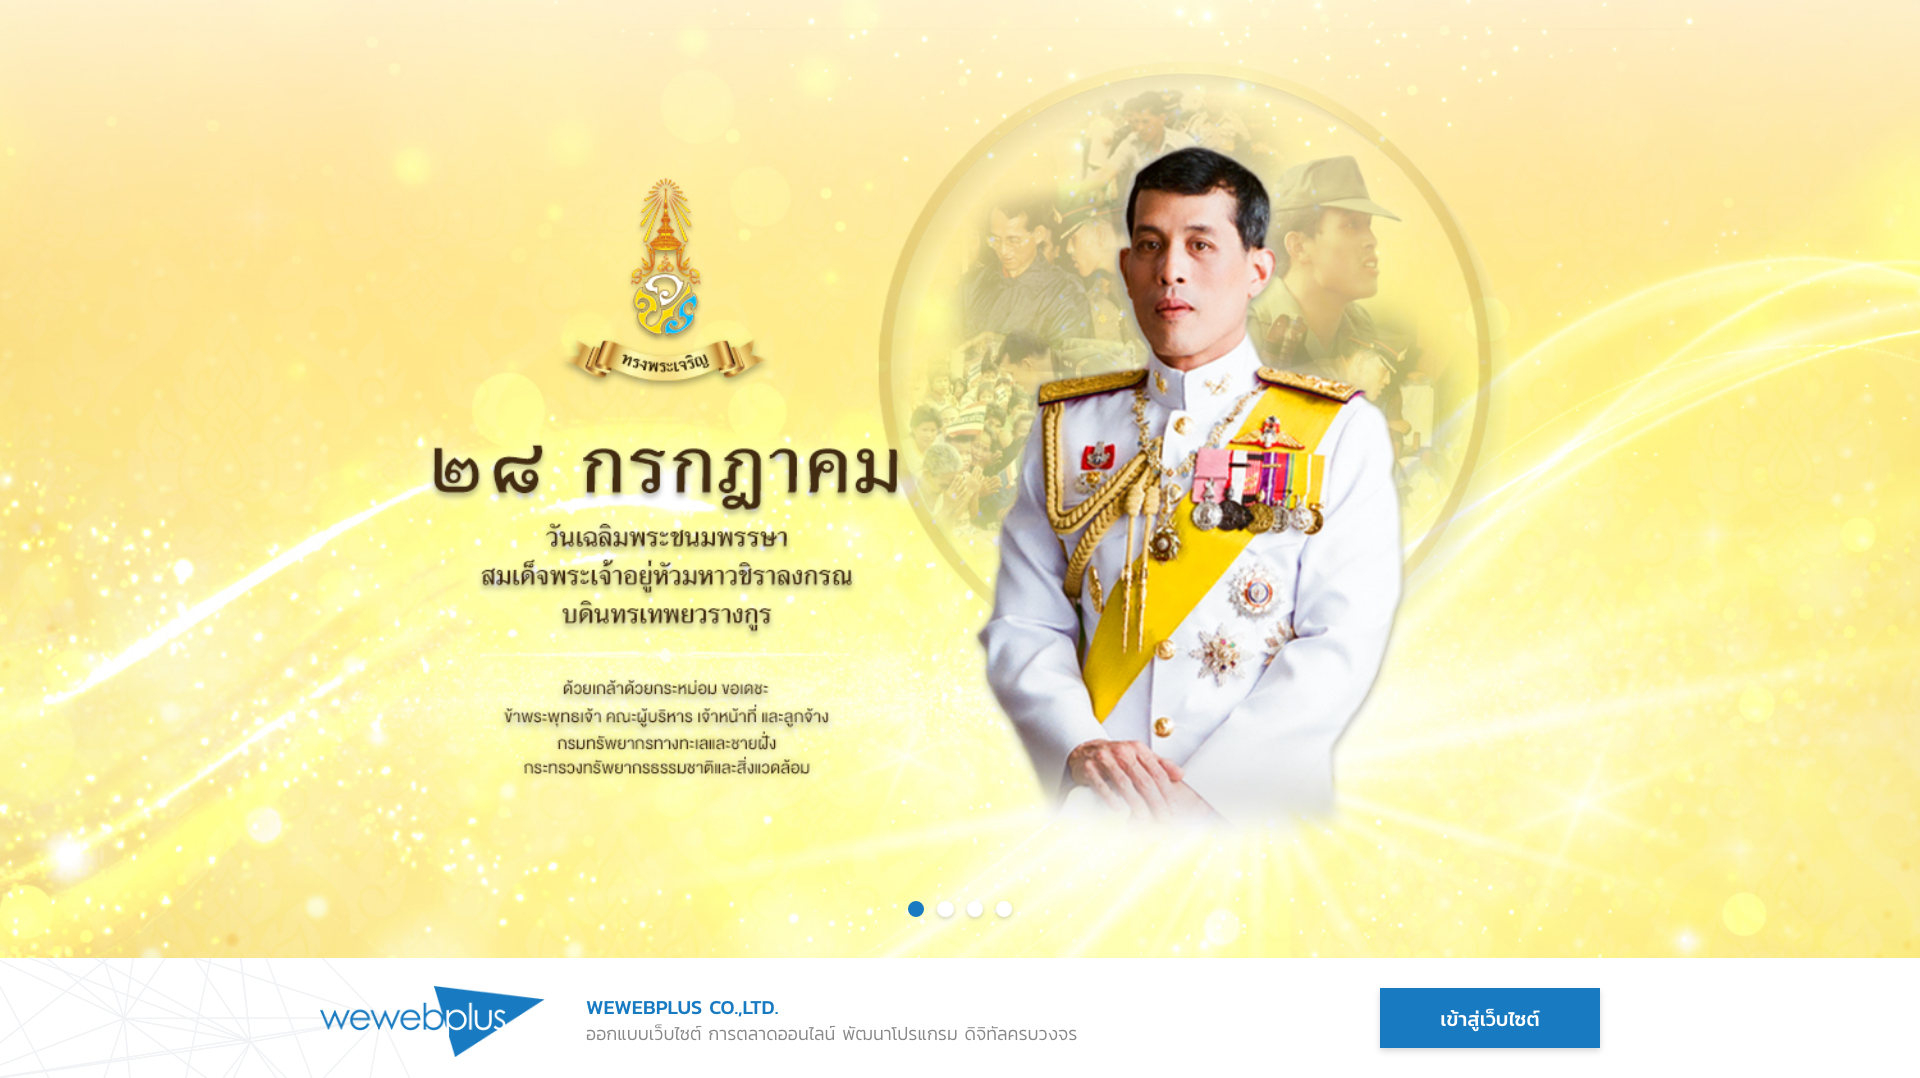 ทรงพระเจริญ
๒๘ กรกฎาคม
วันเฉลิมพระชนมพรรษา
สมเด็จพระเจ้าอยู่หัวมหาวชิราลงกรณ
บดินทรเทพยวรางกูร
ด้วยเกล้าด้วยกระหม่อม ขอเดชะ
ข้าพระพุทธเจ้า คณะผู้บริหาร เจ้าหน้าที่ และลูกจ้าง
กรมทรัพยากรทางทะเลและชายฝั่ง
กระทรวงทรัพยากรธรรมชาติและสิ่งแวดล้อม
wewebplus
WEWEBPLUS CO.,LTD.
ออกแบบเว็บไซต์ การตลาดออนไลน์ พัฒนาโปรแกรม ดิจิทัลครบวงจร
เข้าสู่เว็บไซต์